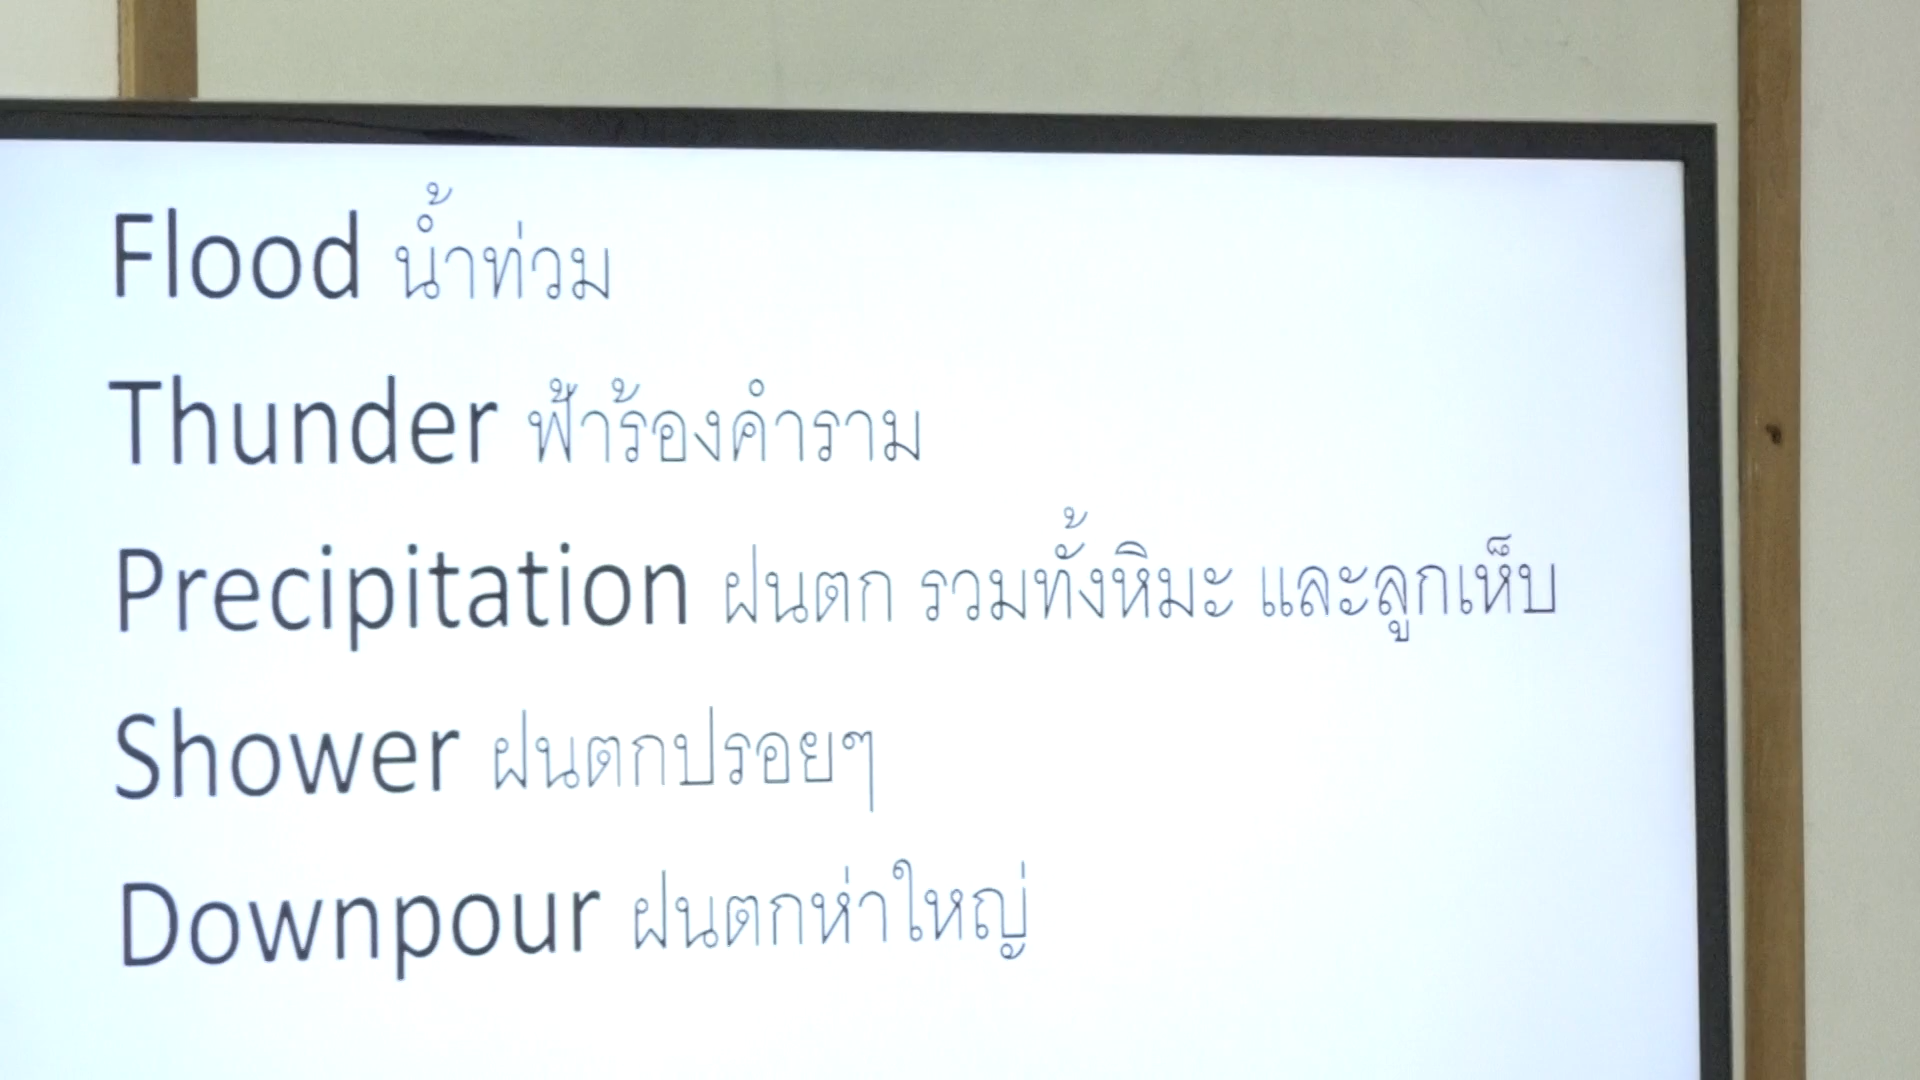 Flood น้ำท่วม
Thunder ฟ้าร้องคำราม
Precipitation ฝนตก รวมทั้งหิมะ และลูกเห็บ
Shower ฝนตกปรอยๆ
Downpour ฝนตกห่าใหญ่